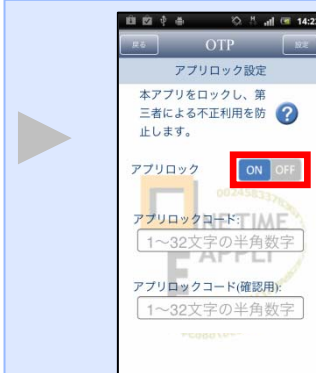 14:22
戻る
OTP
設定
アプリロック設定
本アプリをロックし、第
三者による不正利用を防
止します。
?
アプリロック
ON OFF
アプリロックコード:
1～32文字の半角数字
アプリロックコード(確認用):
1～32文字の半角数字